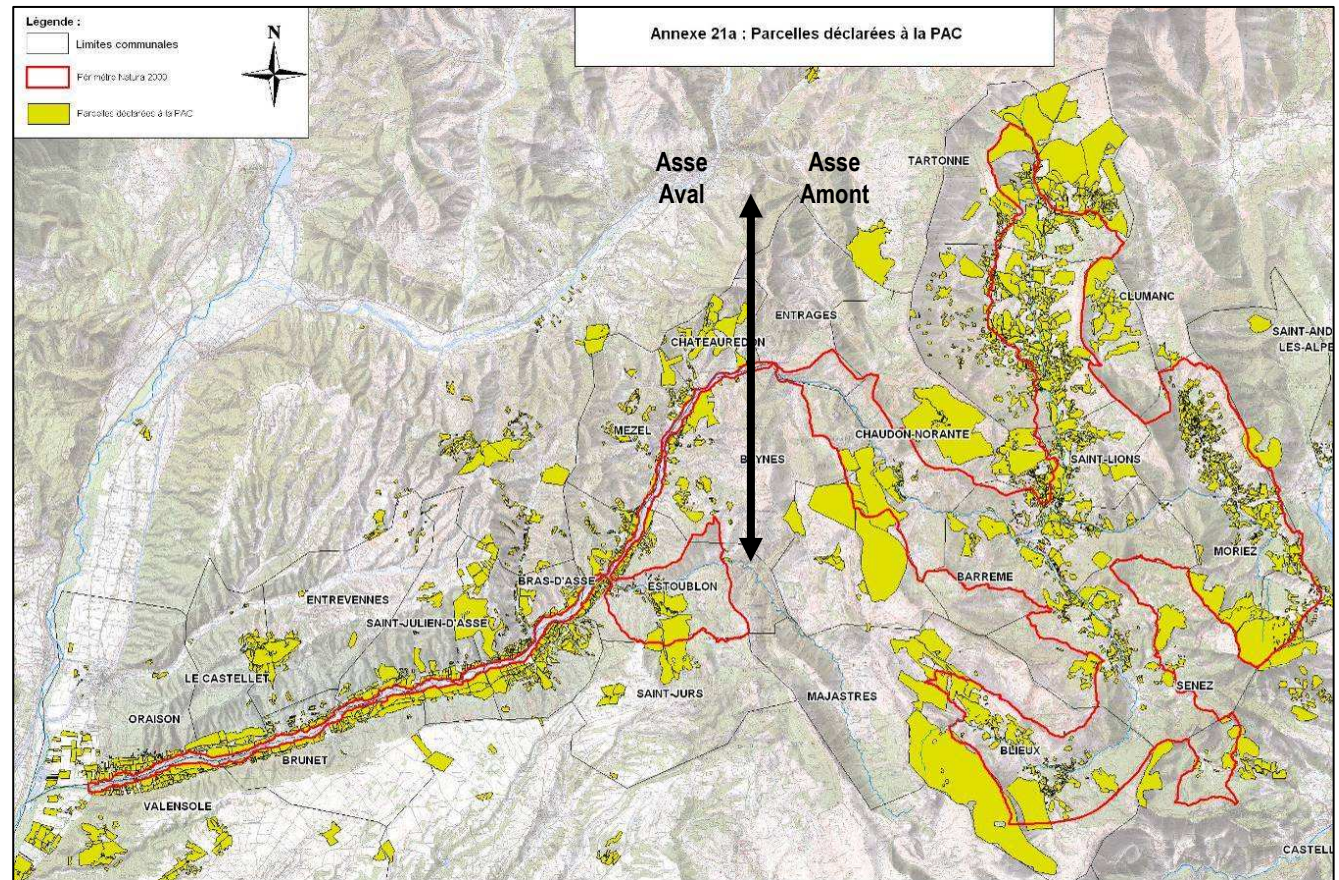 Légende :
Limites communales
N
Périmètre Natura 2000
Parcelles déclarées à la PAC
Annexe 21a : Parcelles déclarées à la PAC
Asse
Aval
Asse
Amont
TARTONNE
CLUMANC
ENTRAGES
SAINT-AND
LES-ALPE
CHATEAUREDON
MEZEL
CHAUDON-NORANTE
BEYNES
SAINT-LIONS
MORIEZ
BRAS-D'ASSE
ESTOUBLON
BARREME
ENTREVENNES
SAINT-JULIEN-D'ASSE
LE CASTELLET
SAINT-JURS
MAJASTRES
SENEZ
ORAISON
BLIEUX
BRUNET
VALENSOLE
CASTELL